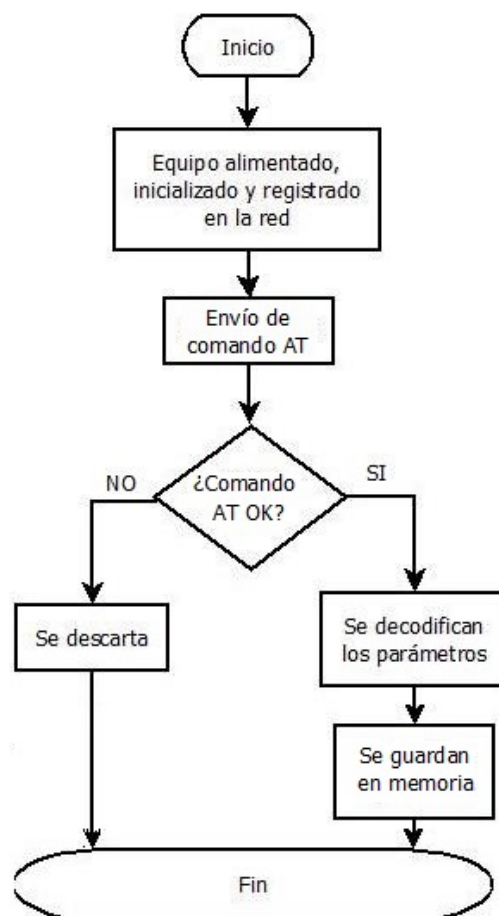 Inicio
Equipo alimentado,
inicializado y registrado
en la red
Envío de
comando AT
¿Comando
AT OK?
NO
SI
Se descarta
Se decodifican
los parámetros
Se guardan
en memoria
Fin